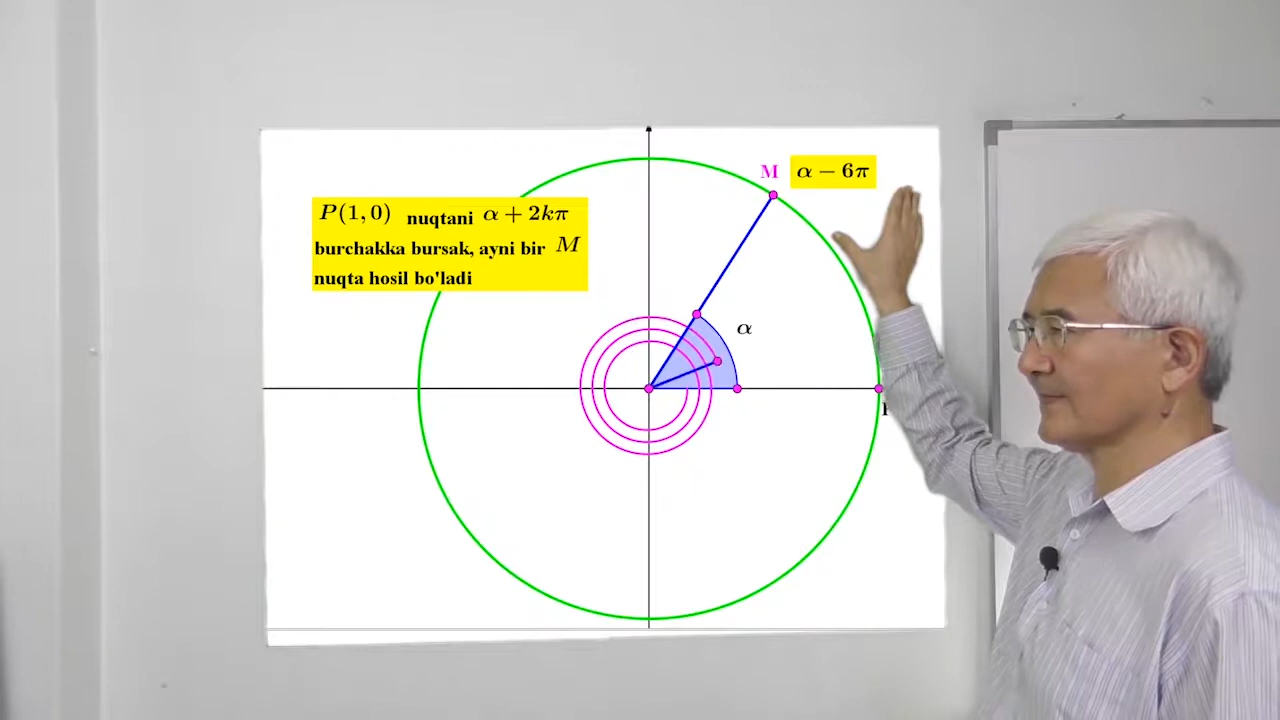 P(1,0) nuqtani α + 2kπ
burchakka bursak, ayni bir M
nuqta hosil bo'ladi
M α − 6π
α